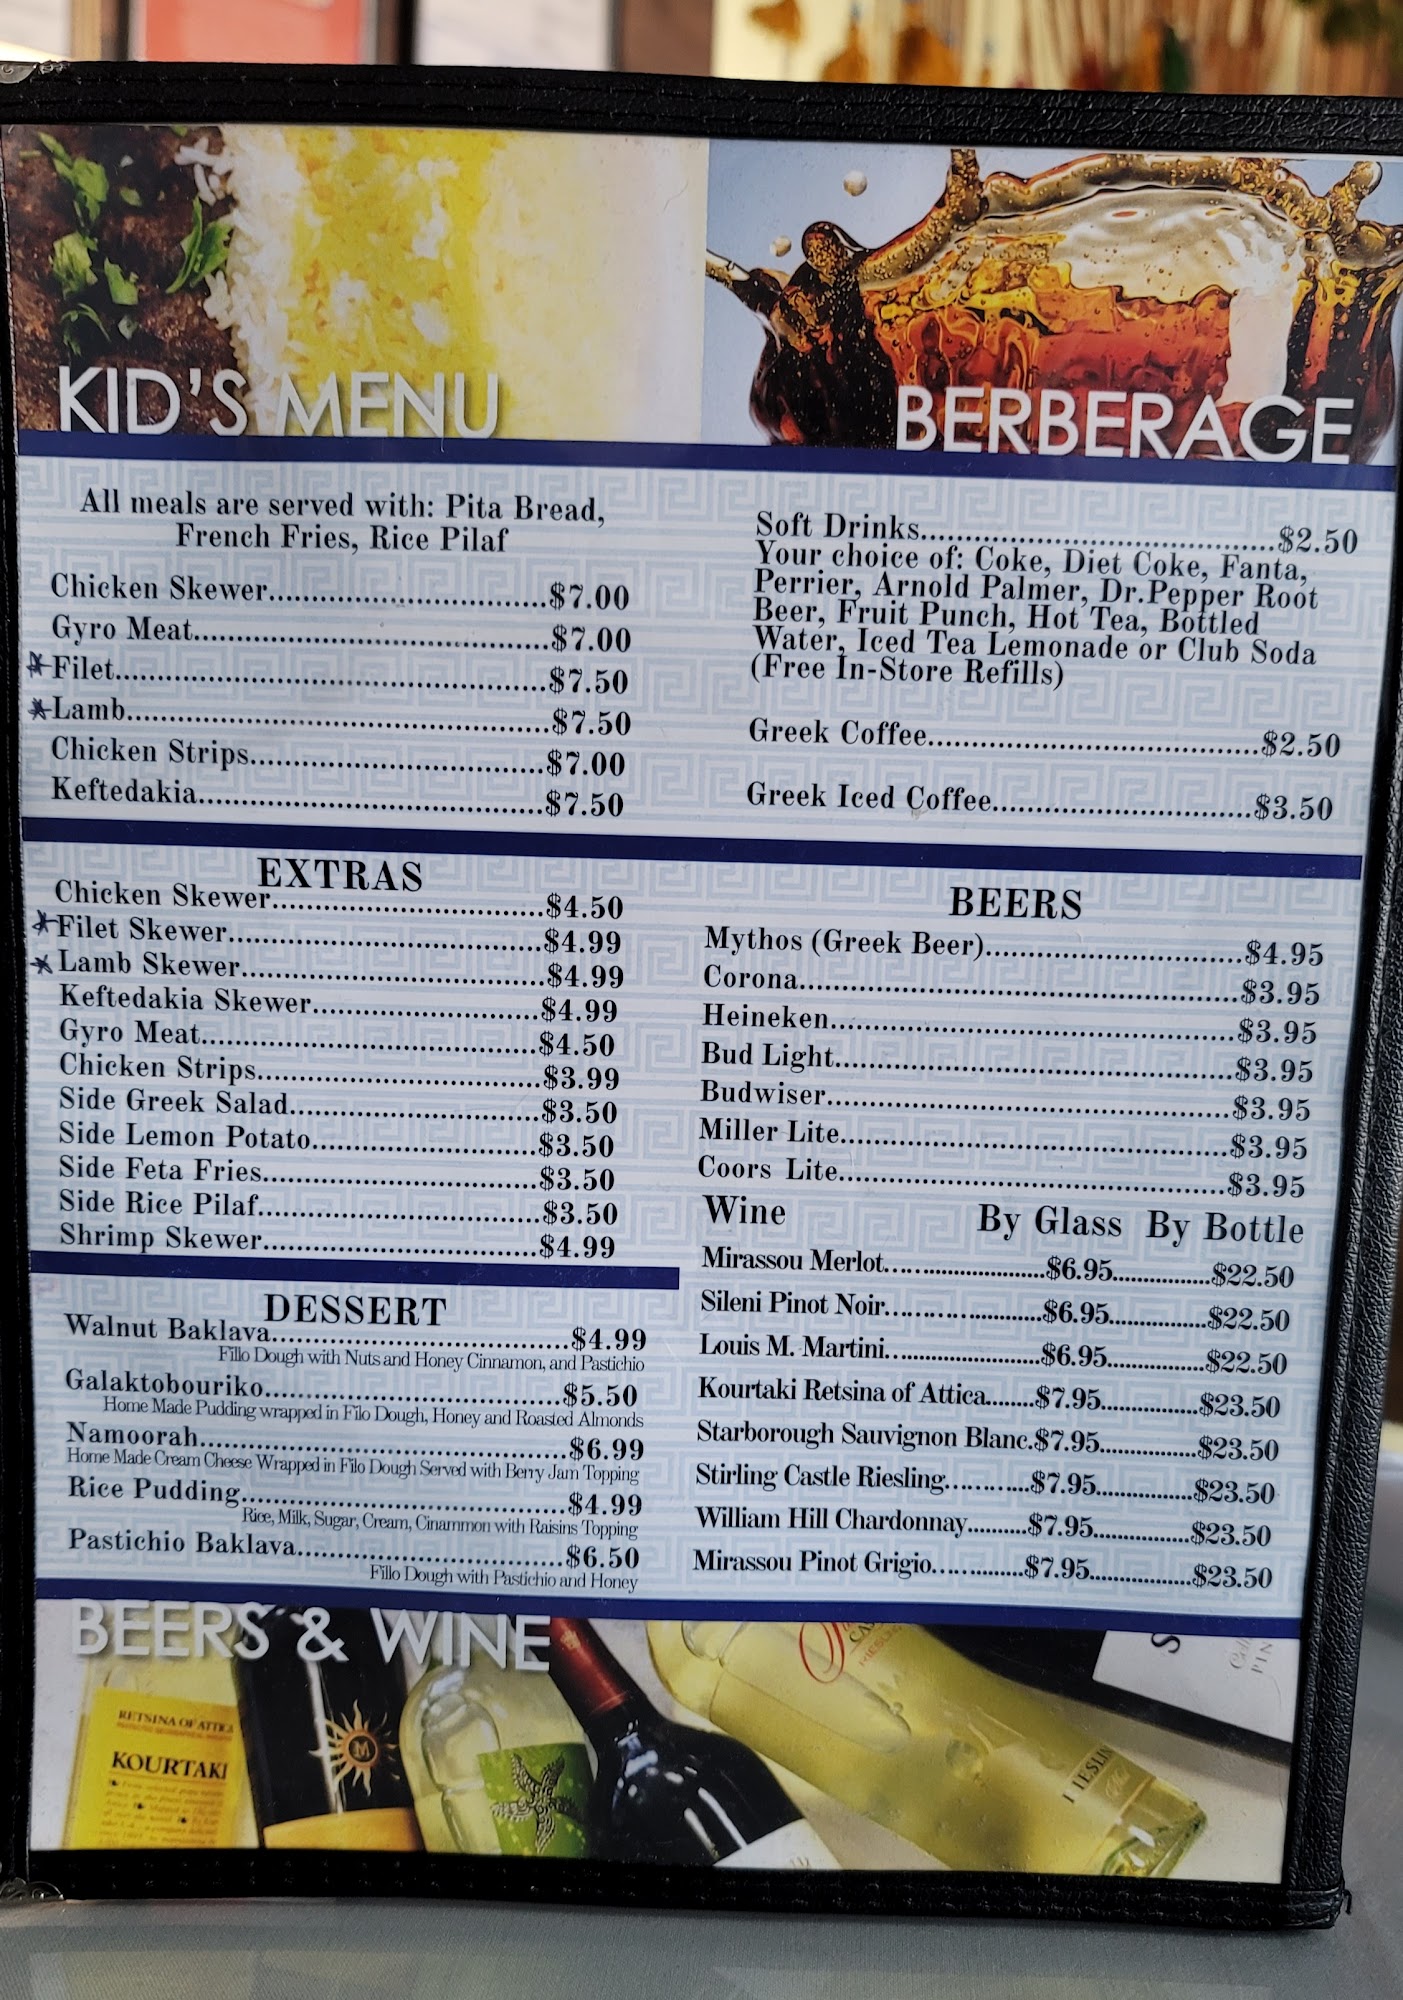 KID'S MENU
All meals are served with: Pita Bread,
French Fries, Rice Pilaf
Chicken Skewer...............................$7.00
Gyro Meat.......................................$7.00
*Filet...............................................$7.50
*Lamb..............................................$7.50
Chicken Strips.................................$7.00
Keftedakia.......................................$7.50
EXTRAS
Chicken Skewer..............................$4.50
*Filet Skewer...................................$4.99
*Lamb Skewer.................................$4.99
Keftedakia Skewer.........................$4.99
Gyro Meat.....................................$4.50
Chicken Strips...............................$3.99
Side Greek Salad............................$3.50
Side Lemon Potato.........................$3.50
Side Feta Fries..............................$3.50
Side Rice Pilaf...............................$3.50
Shrimp Skewer..............................$4.99
DESSERT
Walnut Baklava.................................$4.99
Fillo Dough with Nuts and Honey Cinnamon, and Pastichio
Galaktobouriko.................................$5.50
Home Made Pudding wrapped in Filo Dough, Honey and Roasted Almonds
Namoorah.........................................$6.99
Home Made Cream Cheese Wrapped in Filo Dough Served with Berry Jam Topping
Rice Pudding....................................$4.99
Rice, Milk, Sugar, Cream, Cinammon with Raisins Topping
Pastichio Baklava..............................$6.50
Fillo Dough with Pastichio and Honey
BERBERAGE
Soft Drinks.......................................$2.50
Your choice of: Coke, Diet Coke, Fanta,
Perrier, Arnold Palmer, Dr.Pepper Root
Beer, Fruit Punch, Hot Tea, Bottled
Water, Iced Tea Lemonade or Club Soda
(Free In-Store Refills)
Greek Coffee.....................................$2.50
Greek Iced Coffee.............................$3.50
BEERS
Mythos (Greek Beer)............................$4.95
Corona................................................$3.95
Heineken.............................................$3.95
Bud Light............................................$3.95
Budwiser.............................................$3.95
Miller Lite...........................................$3.95
Coors Lite...........................................$3.95
Wine By Glass By Bottle
Mirassou Merlot............................$6.95.................$22.50
Sileni Pinot Noir...........................$6.95.................$22.50
Louis M. Martini...........................$6.95.................$22.50
Kourtaki Retsina of Attica........$7.95.................$23.50
Starborough Sauvignon Blanc.$7.95.................$23.50
Stirling Castle Riesling............$7.95.................$23.50
William Hill Chardonnay..........$7.95.................$23.50
Mirassou Pinot Grigio..............$7.95.................$23.50
BEERS & WINE
RETSINA OF ATTICA
KOURTAKI
M